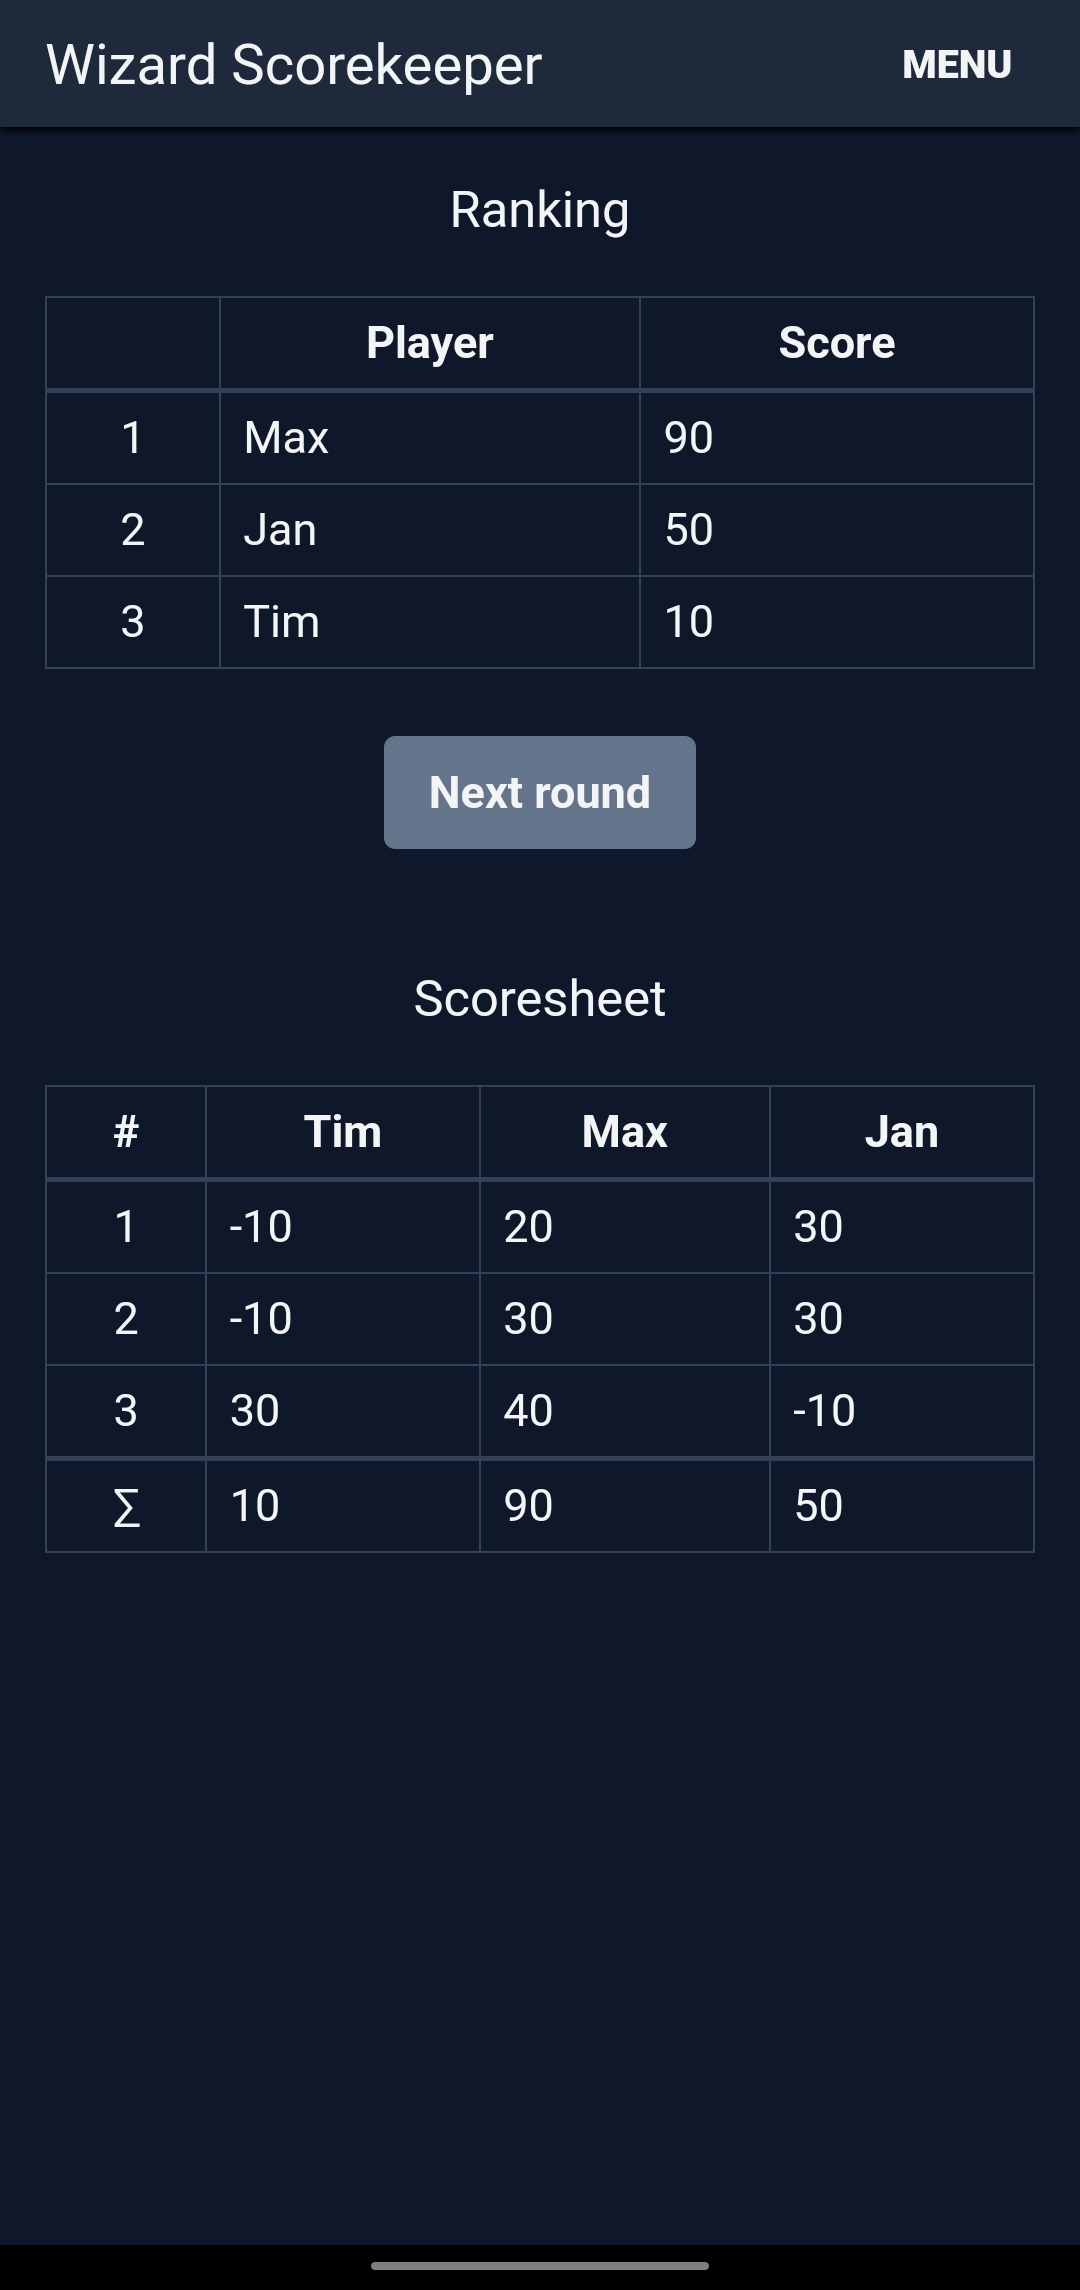 Wizard Scorekeeper MENU
Ranking
Player Score
1 Max 90
2 Jan 50
3 Tim 10
Next round
Scoresheet
# Tim Max Jan
1 -10 20 30
2 -10 30 30
3 30 40 -10
∑ 10 90 50